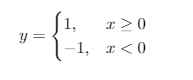 y = { 1, x ≥ 0
−1, x < 0